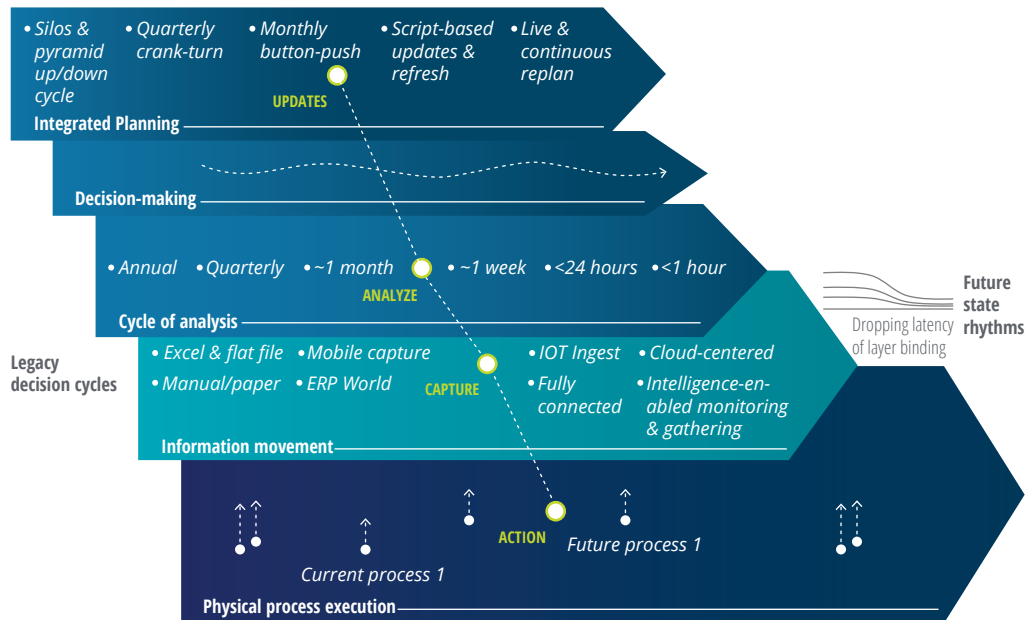 • Silos &
pyramid
up/down
cycle
• Quarterly
crank-turn
• Monthly
button-push
• Script-based
updates &
refresh
• Live &
continuous
replan
UPDATES
Integrated Planning
Decision-making
• Annual
• Quarterly
• ~1 month
• ~1 week
• <24 hours
• <1 hour
ANALYZE
Cycle of analysis
Future
state
rhythms
Dropping latency
of layer binding
Legacy
decision cycles
• Excel & flat file
• Mobile capture
• Manual/paper
• ERP World
CAPTURE
• IOT Ingest
• Cloud-centered
• Fully
connected
• Intelligence-en-
abled monitoring
& gathering
Information movement
ACTION
Future process 1
Current process 1
Physical process execution